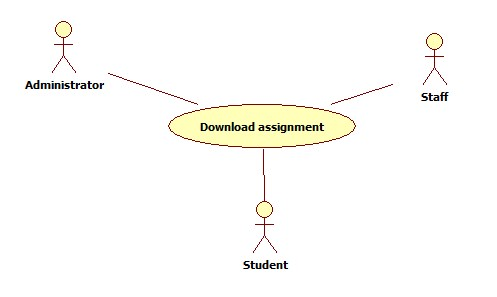 Administrator
Staff
Download assignment
Student